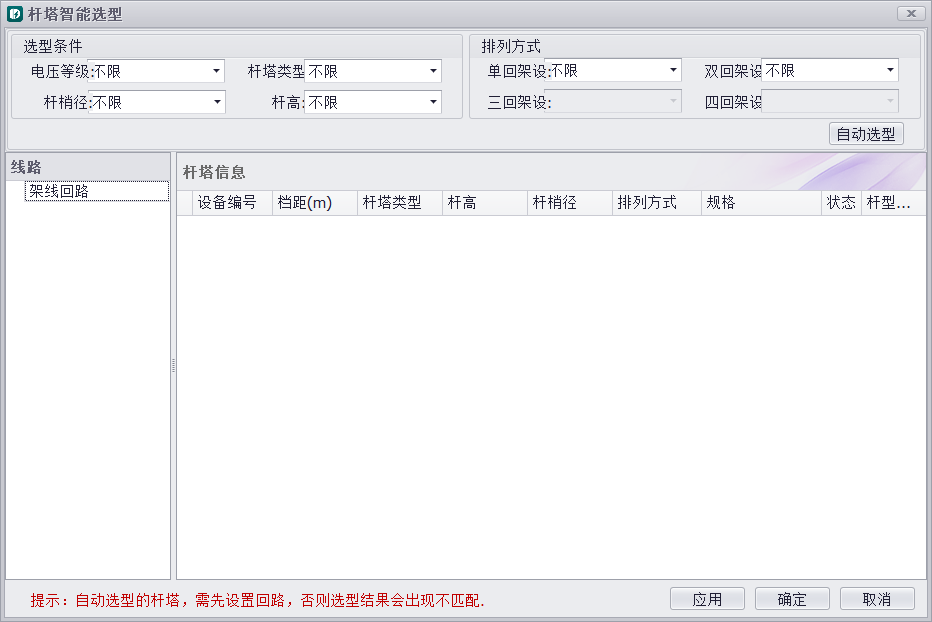 杆塔智能选型
选型条件
电压等级:不限 杆塔类型 不限
杆梢径:不限 杆高:不限
排列方式
单回架设:不限 双回架设 不限
三回架设: 四回架设
自动选型
线路
架线回路
杆塔信息
设备编号 档距(m) 杆塔类型 杆高 杆梢径 排列方式 规格 状态 杆型...
提示：自动选型的杆塔，需先设置回路，否则选型结果会出现不匹配.
应用 确定 取消